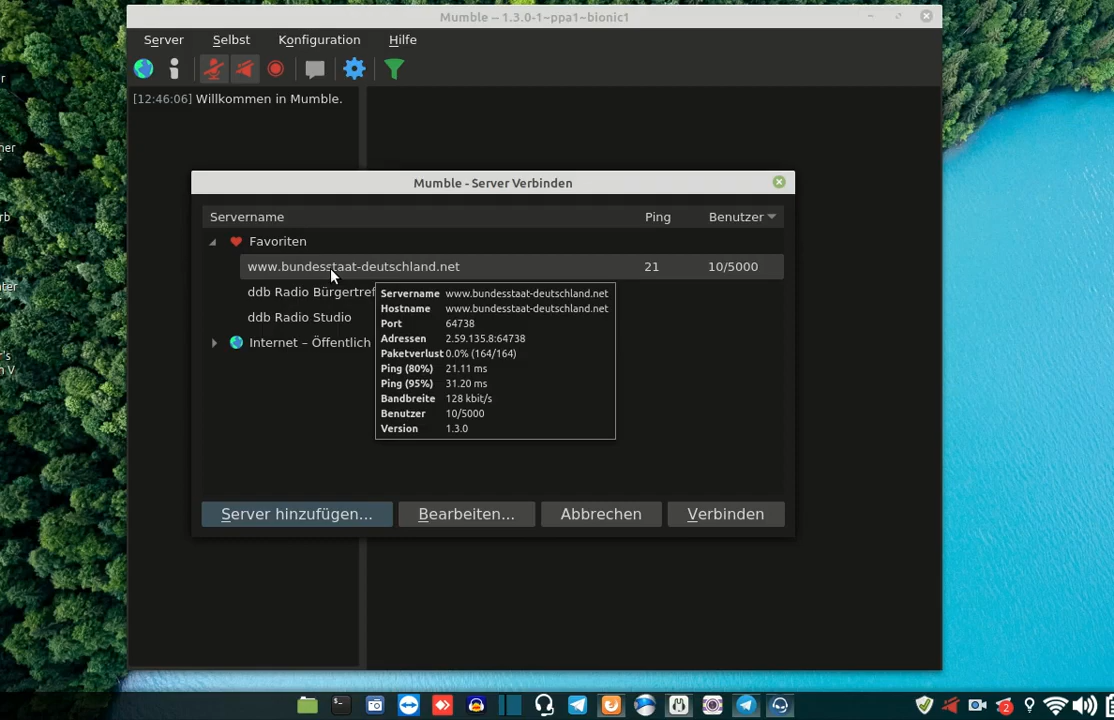 Mumble -- 1.3.0-1~ppa1~bionic1
Server Selbst Konfiguration Hilfe
[12:46:06] Willkommen in Mumble.
Mumble - Server Verbinden
Servername Ping Benutzer
Favoriten
www.bundesstaat-deutschland.net 21 10/5000
ddb Radio Bürgertref
ddb Radio Studio
Internet – Öffentlich
Servername www.bundesstaat-deutschland.net
Hostname www.bundesstaat-deutschland.net
Port 64738
Adressen 2.59.135.8:64738
Paketverlust 0.0% (164/164)
Ping (80%) 21.11 ms
Ping (95%) 31.20 ms
Bandbreite 128 kbit/s
Benutzer 10/5000
Version 1.3.0
Server hinzufügen... Bearbeiten... Abbrechen Verbinden
r
ner
rb
ter
r's
n V
2